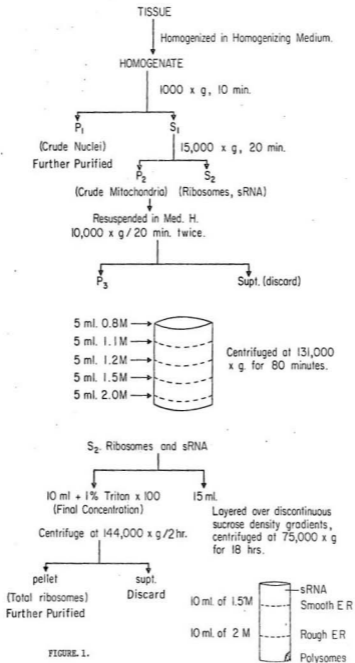 TISSUE
Homogenized in Homogenizing Medium.
HOMOGENATE
1000 x g, 10 min.
P₁ S₁
(Crude Nuclei) 15,000 x g, 20 min.
Further Purified
P₂ S₂
(Crude Mitochondria) (Ribosomes, sRNA)
Resuspended in Med. H.
10,000 x g/20 min. twice.
P₃ Supt. (discard)
5 ml. 0.8M
5 ml. 1.1M
5 ml. 1.2M
5 ml. 1.5M
5 ml. 2.0M
Centrifuged at 131,000
x g. for 80 minutes.
S₂. Ribosomes and sRNA
10 ml + 1% Triton x 100
(Final Concentration)
15 ml.
Layered over discontinuous
sucrose density gradients,
centrifuged at 75,000 x g
for 18 hrs.
Centrifuge at 144,000 x g/2 hr.
pellet
(Total ribosomes)
Further Purified
supt.
Discard
sRNA
10 ml. of 1.5M Smooth ER
10 ml. of 2 M Rough ER
Polysomes
FIGURE. 1.